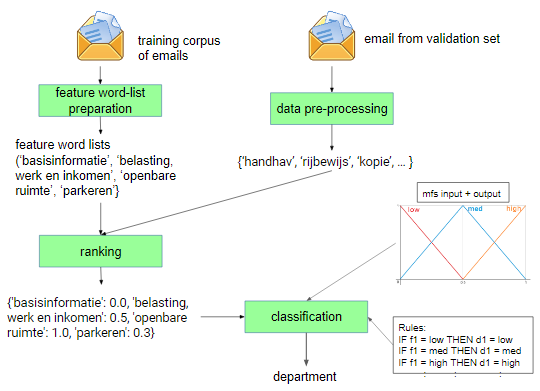 training corpus
of emails
email from validation set
feature word-list
preparation
data pre-processing
feature word lists
('basisinformatie', 'belasting,
werk en inkomen', 'openbare
ruimte', 'parkeren'}
{'handhav', 'rijbewijs', 'kopie', ... }
mfs input + output
low
med
high
ranking
{'basisinformatie': 0.0, 'belasting,
werk en inkomen': 0.5, 'openbare
ruimte': 1.0, 'parkeren': 0.3}
classification
Rules:
IF f1 = low THEN d1 = low
IF f1 = med THEN d1 = med
IF f1 = high THEN d1 = high
department